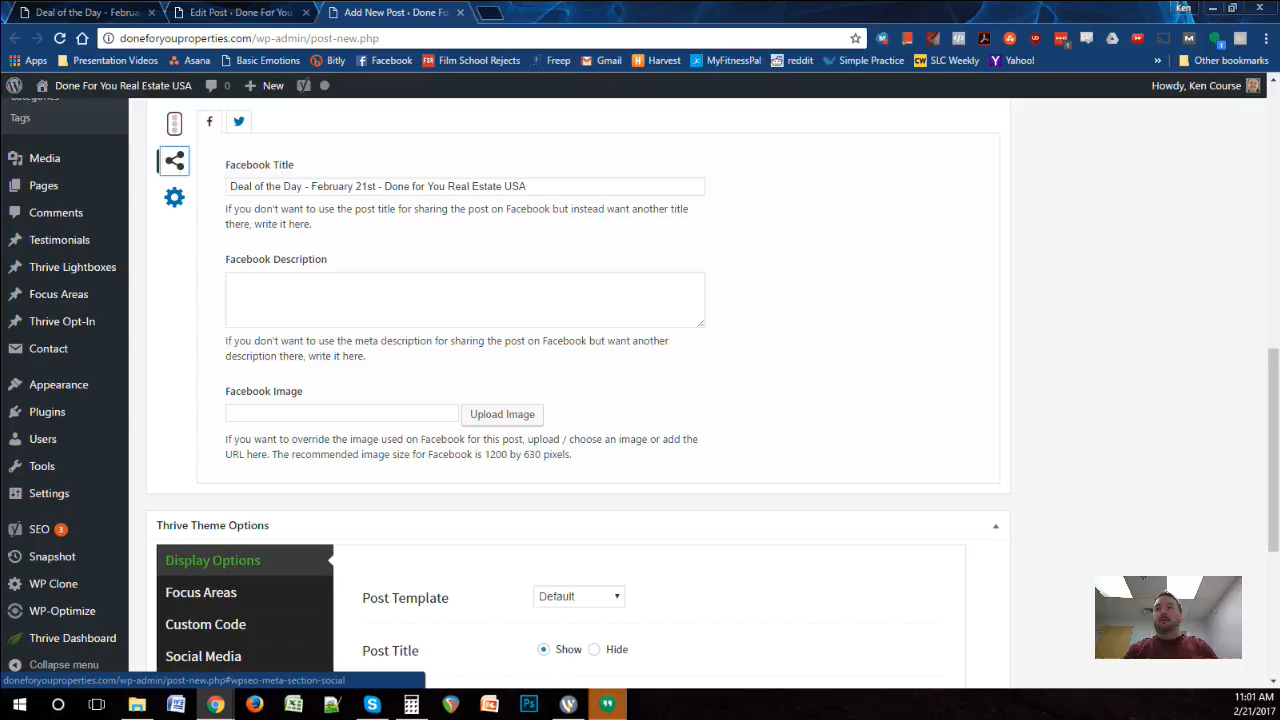 Deal of the Day - Februa
Edit Post ‹ Done For You
Add New Post ‹ Done Fo
Ken
doneforyouproperties.com/wp-admin/post-new.php
Apps
Presentation Videos
Asana
Basic Emotions
Bitly
Facebook
FSR
Film School Rejects
Freep
Gmail
Harvest
MyFitnessPal
reddit
Simple Practice
CW
SLC Weekly
Yahoo!
»
Other bookmarks
Done For You Real Estate USA
0
New
Howdy, Ken Course
Categories
Tags
Media
Pages
Comments
Testimonials
Thrive Lightboxes
Focus Areas
Thrive Opt-In
Contact
Appearance
Plugins
Users
Tools
Settings
SEO 3
Snapshot
WP Clone
WP-Optimize
Thrive Dashboard
Collapse menu
Facebook Title
Deal of the Day - February 21st - Done for You Real Estate USA
If you don't want to use the post title for sharing the post on Facebook but instead want another title
there, write it here.
Facebook Description
If you don't want to use the meta description for sharing the post on Facebook but want another
description there, write it here.
Facebook Image
Upload Image
If you want to override the image used on Facebook for this post, upload / choose an image or add the
URL here. The recommended image size for Facebook is 1200 by 630 pixels.
Thrive Theme Options
Display Options
Focus Areas
Custom Code
Social Media
Post Template
Default
Post Title
Show
Hide
doneforyouproperties.com/wp-admin/post-new.php#wpseo-meta-section-social
11:01 AM
2/21/2017